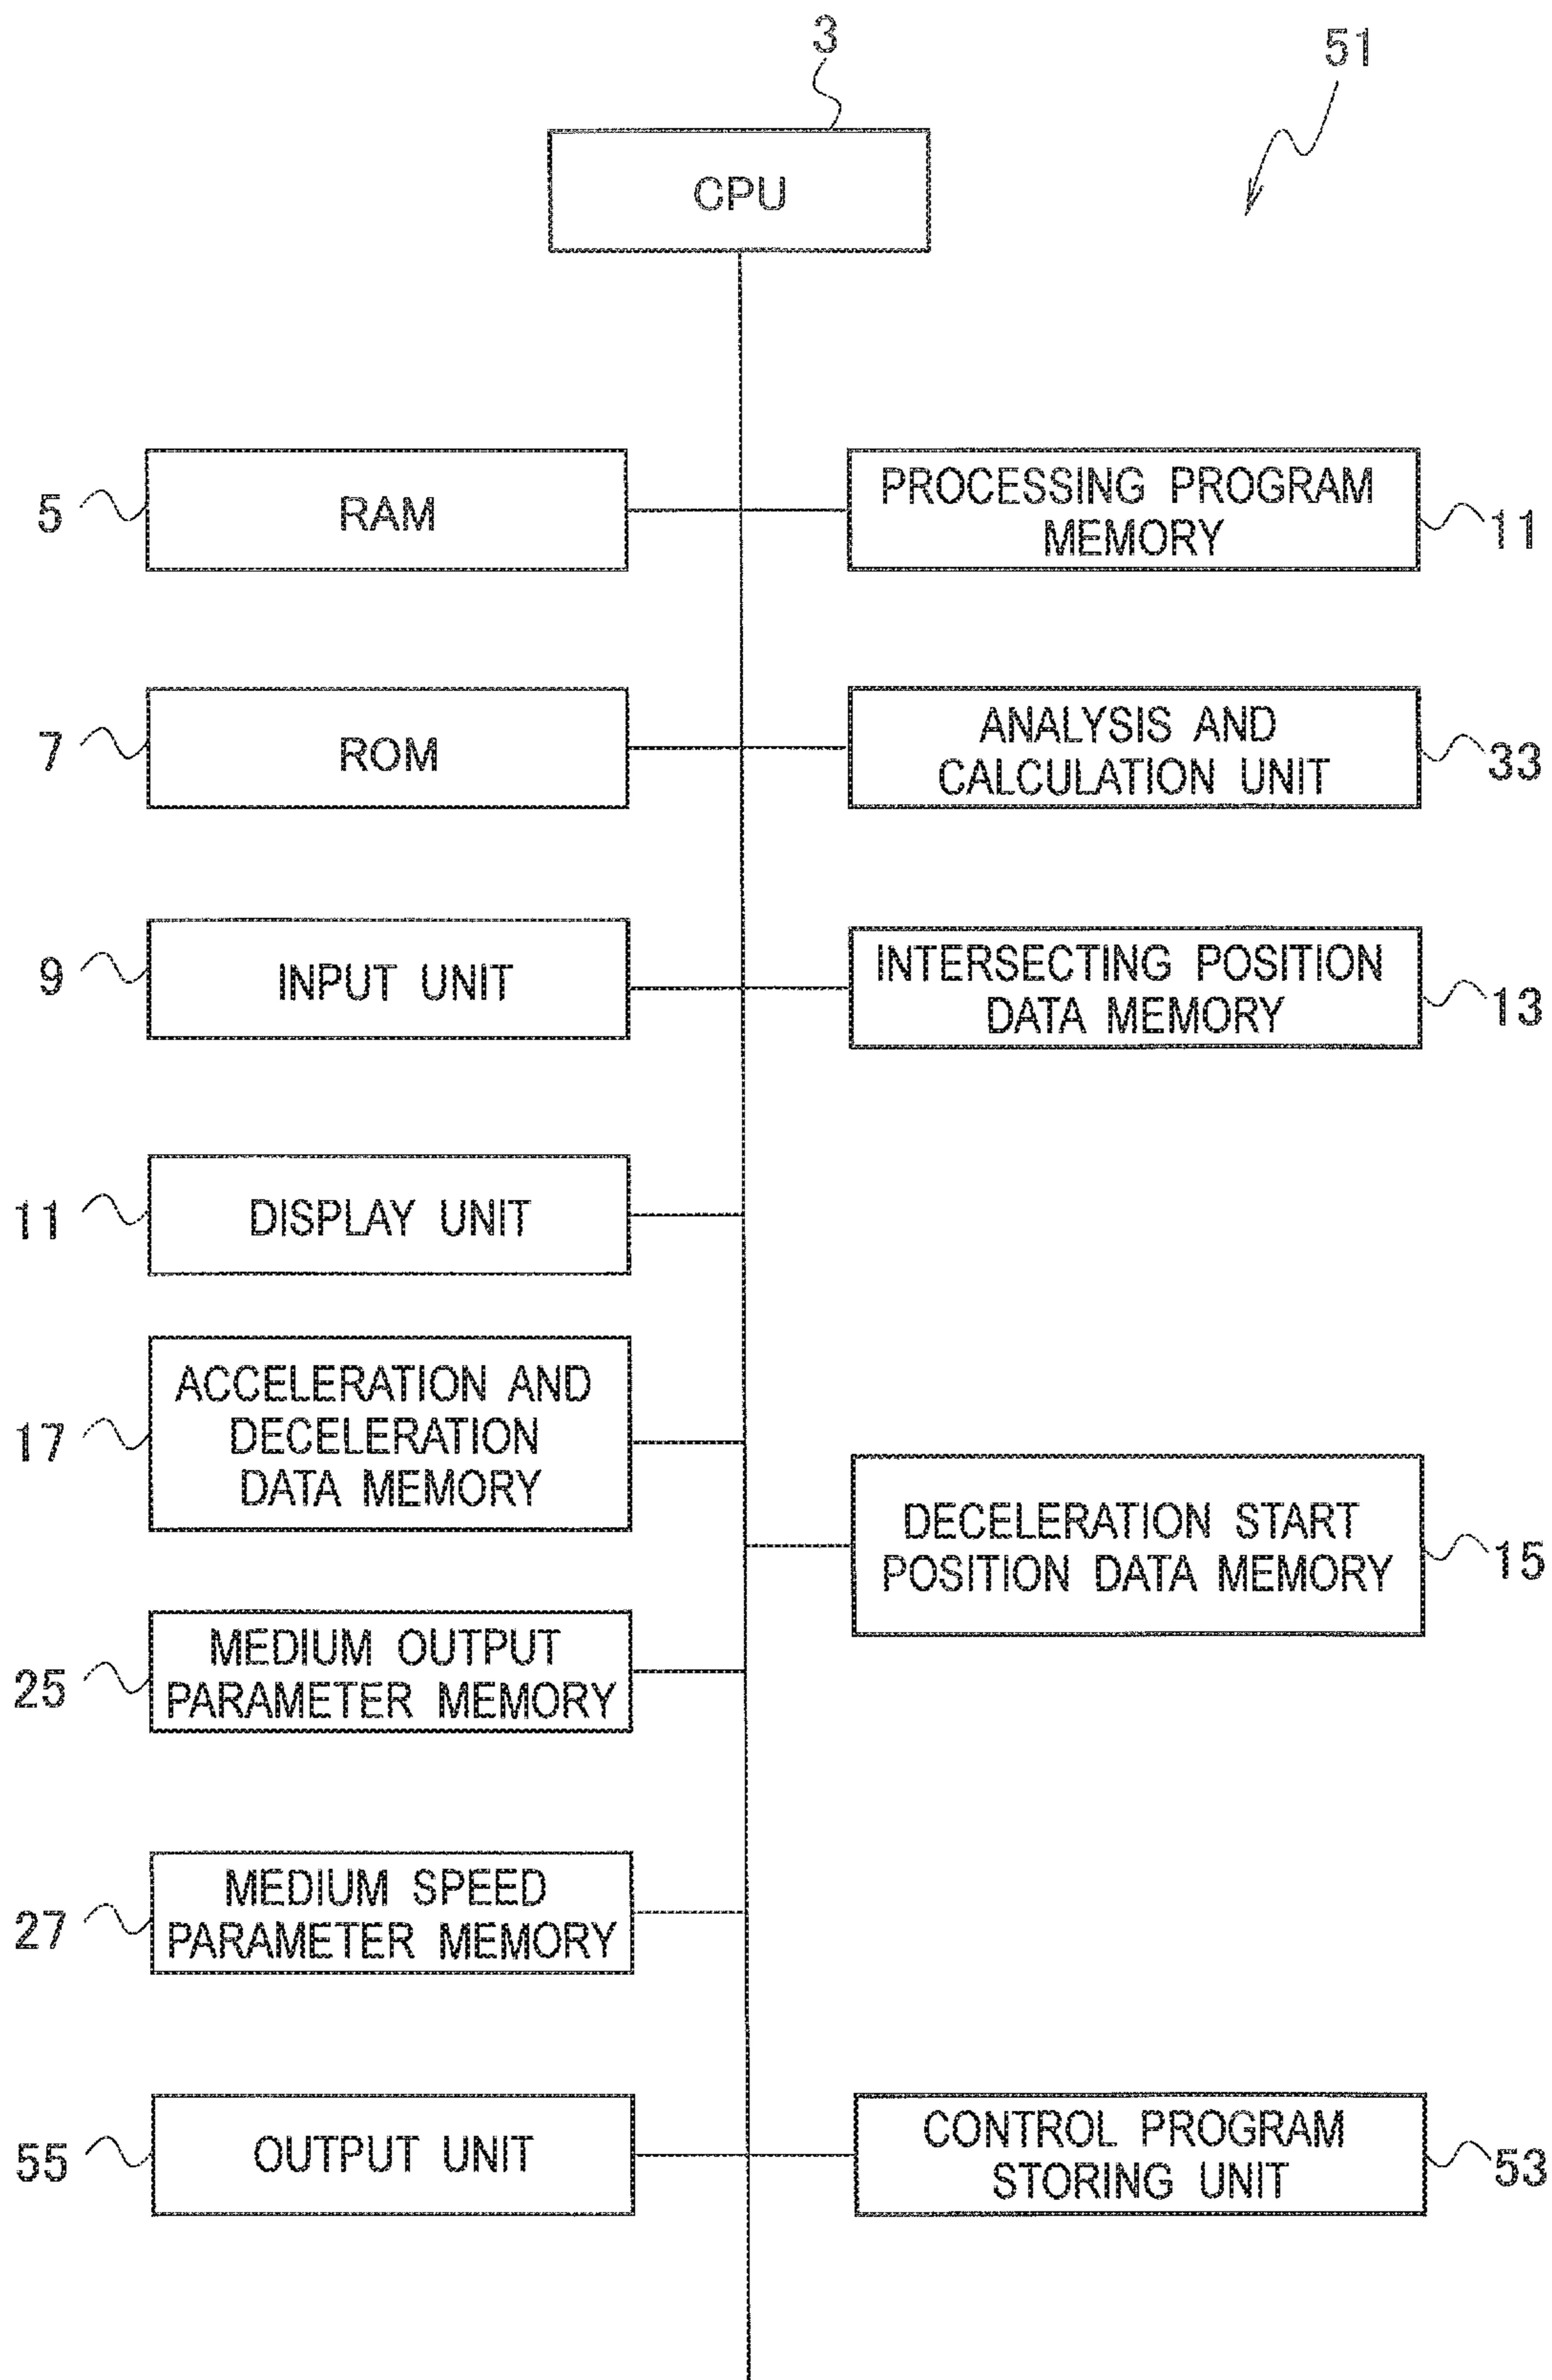 3
51
CPU
5
RAM
PROCESSING PROGRAM
MEMORY
11
7
ROM
ANALYSIS AND
CALCULATION UNIT
33
9
INPUT UNIT
INTERSECTING POSITION
DATA MEMORY
13
11
DISPLAY UNIT
17
ACCELERATION AND
DECELERATION
DATA MEMORY
DECELERATION START
POSITION DATA MEMORY
15
25
MEDIUM OUTPUT
PARAMETER MEMORY
27
MEDIUM SPEED
PARAMETER MEMORY
55
OUTPUT UNIT
CONTROL PROGRAM
STORING UNIT
53